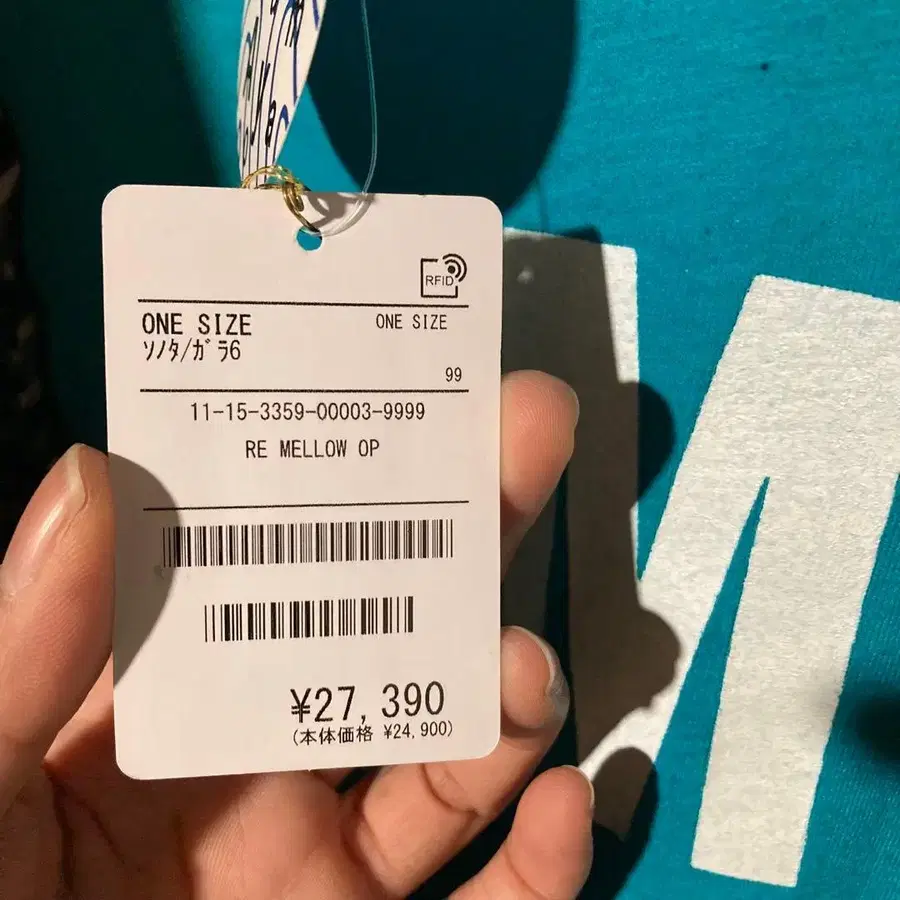 RFID
ONE SIZE ONE SIZE
ソノタ/ガラ6
99
11-15-3359-00003-9999
RE MELLOW OP
¥27,390
(本体価格 ¥24,900)